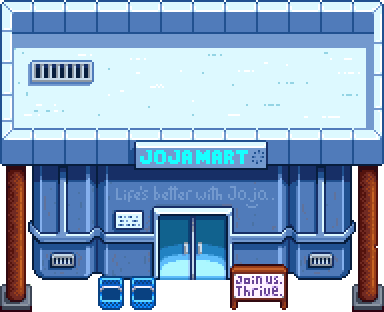 JOJAMART
Life's better with Joja.
Join us.
Thrive.